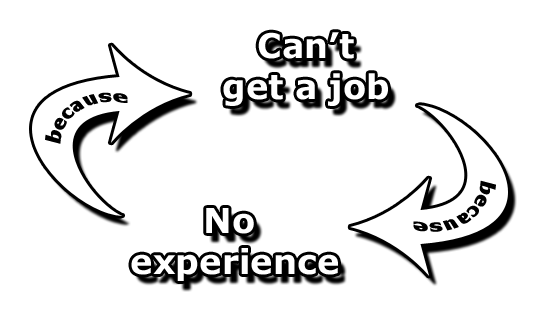 Can't
get a job
because
because
No
experience